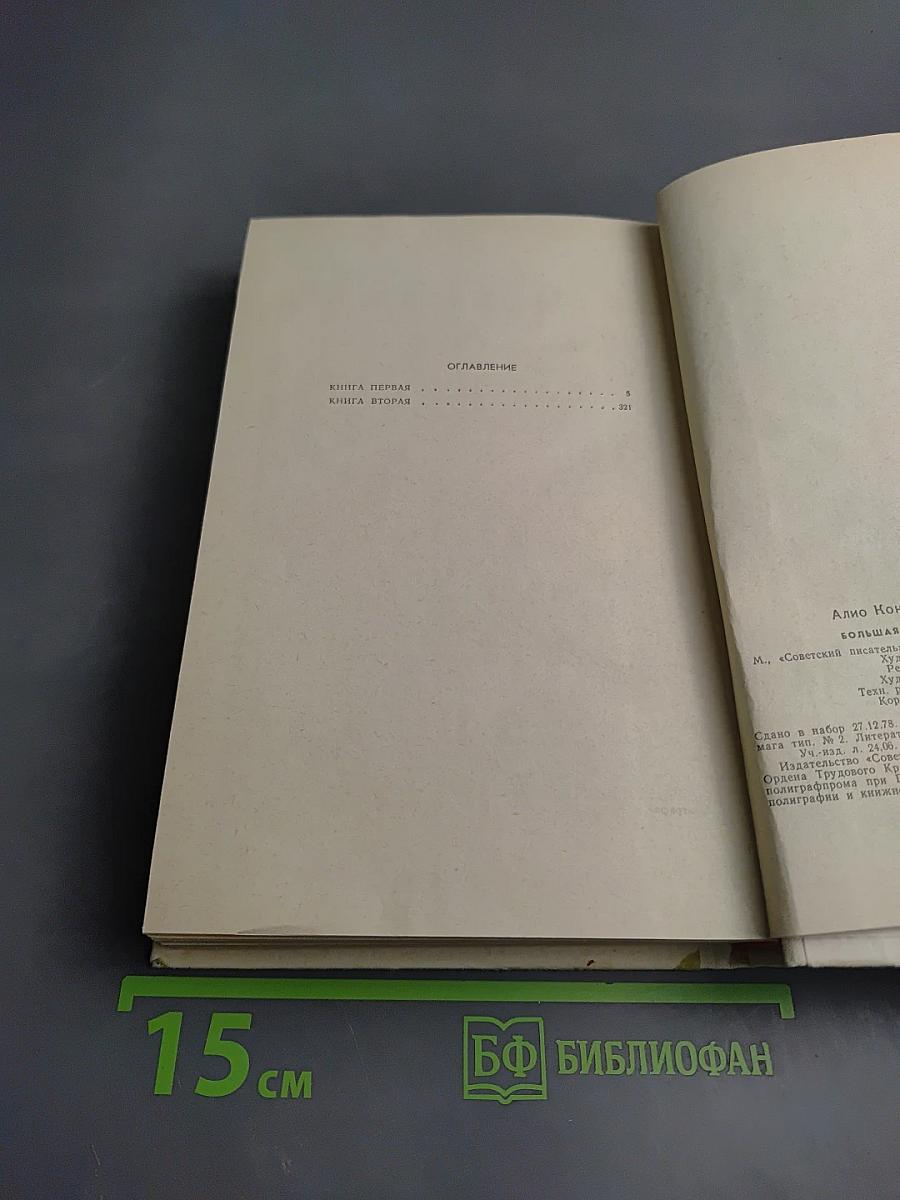 ОГЛАВЛЕНИЕ
КНИГА ПЕРВАЯ . . . . . . . . . . . . . . . . . . 5
КНИГА ВТОРАЯ . . . . . . . . . . . . . . . . . . 321
Алио Кон
БОЛЬШАЯ
М., «Советский писатель
Худ
Ре
Худ
Техн. р
Кор
Сдано в набор 27.12.78.
мага тип. № 2. Литерат
Уч.-изд. л. 24,06.
Издательство «Сове
Ордена Трудового Кр
полиграфпрома при Г
полиграфии и книжно
15 см
БФ БИБЛИОФАН